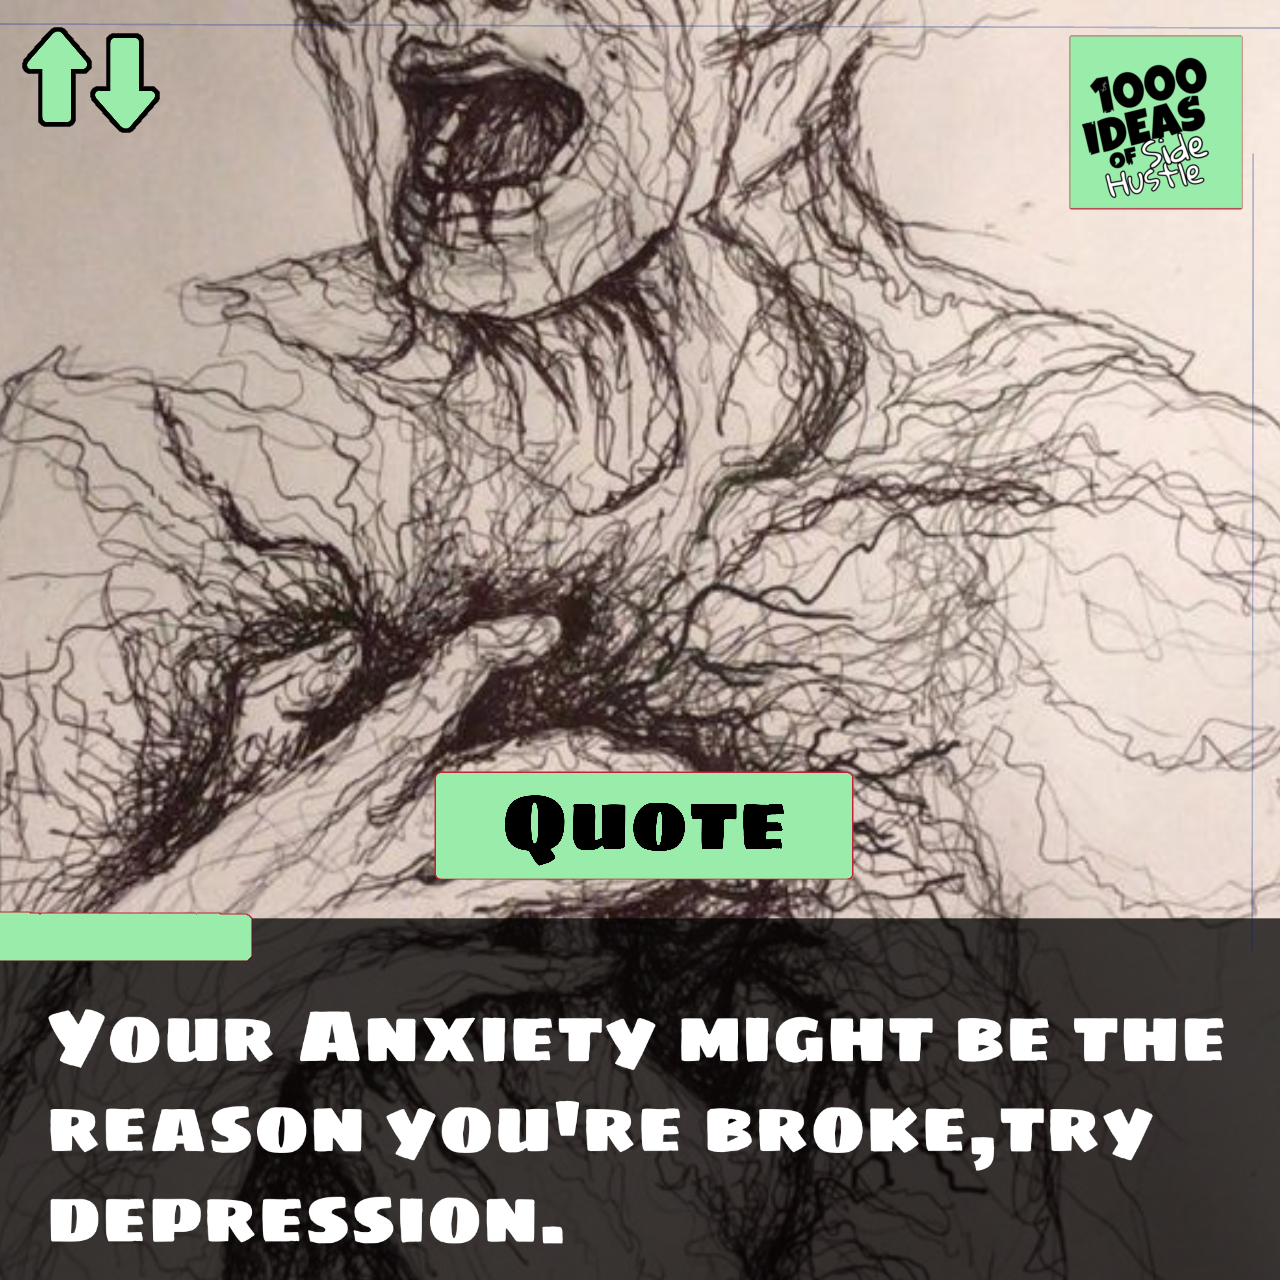 1000
IDEAS
OF Side
Hustle
Quote
Your Anxiety might be the
reason you're broke,try
depression.